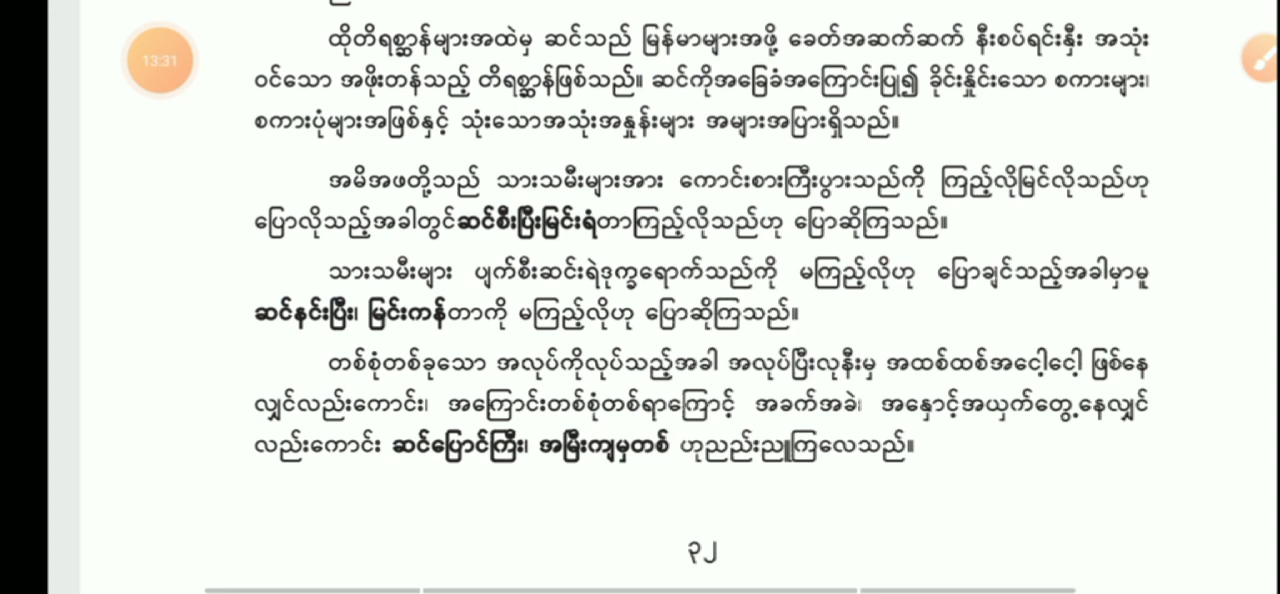 13:31
ထိုတိရစ္ဆာန်များအထဲမှ ဆင်သည် မြန်မာများအဖို့ ခေတ်အဆက်ဆက် နီးစပ်ရင်းနှီး အသုံး
ဝင်သော အဖိုးတန်သည့် တိရစ္ဆာန်ဖြစ်သည်။ ဆင်ကိုအခြေခံအကြောင်းပြု၍ ခိုင်းနှိုင်းသော စကားများ၊
စကားပုံများအဖြစ်နှင့် သုံးသောအသုံးအနှုန်းများ အများအပြားရှိသည်။
အမိအဖတို့သည် သားသမီးများအား ကောင်းစားကြီးပွားသည်ကို ကြည့်လိုမြင်လိုသည်ဟု
ပြောလိုသည့်အခါတွင်ဆင်စီးပြီးမြင်းရံတာကြည့်လိုသည်ဟု ပြောဆိုကြသည်။
သားသမီးများ ပျက်စီးဆင်းရဲဒုက္ခရောက်သည်ကို မကြည့်လိုဟု ပြောချင်သည့်အခါမှာမူ
ဆင်နင်းပြီး၊ မြင်းကန်တာကို မကြည့်လိုဟု ပြောဆိုကြသည်။
တစ်စုံတစ်ခုသော အလုပ်ကိုလုပ်သည့်အခါ အလုပ်ပြီးလုနီးမှ အထစ်ထစ်အငေါ့ငေါ့ ဖြစ်နေ
လျှင်လည်းကောင်း၊ အကြောင်းတစ်စုံတစ်ရာကြောင့် အခက်အခဲ၊ အနှောင့်အယှက်တွေ့နေလျှင်
လည်းကောင်း ဆင်ပြောင်ကြီး၊ အမြီးကျမှတစ် ဟုညည်းညူကြလေသည်။
၃၂